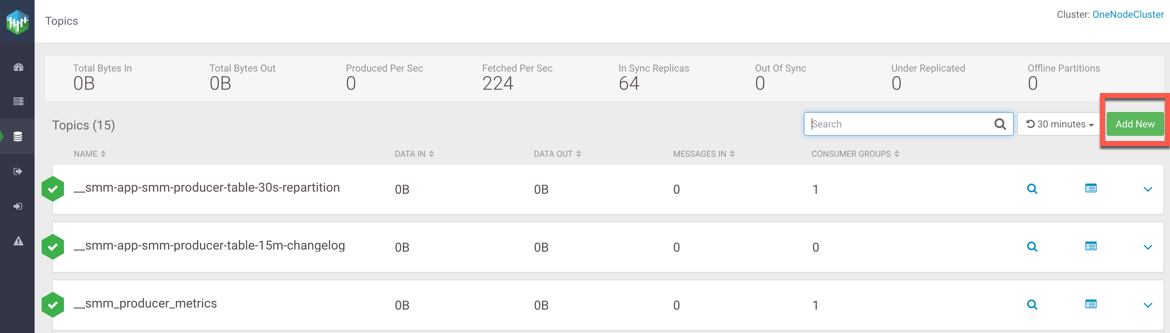 Topics
Cluster: OneNodeCluster
Total Bytes In
0B
Total Bytes Out
0B
Produced Per Sec
0
Fetched Per Sec
224
In Sync Replicas
64
Out Of Sync
0
Under Replicated
0
Offline Partitions
0
Topics (15)
Search
30 minutes
Add New
NAME DATA IN DATA OUT MESSAGES IN CONSUMER GROUPS
__smm-app-smm-producer-table-30s-repartition 0B 0B 0 1
__smm-app-smm-producer-table-15m-changelog 0B 0B 0 0
__smm_producer_metrics 0B 0B 0 1